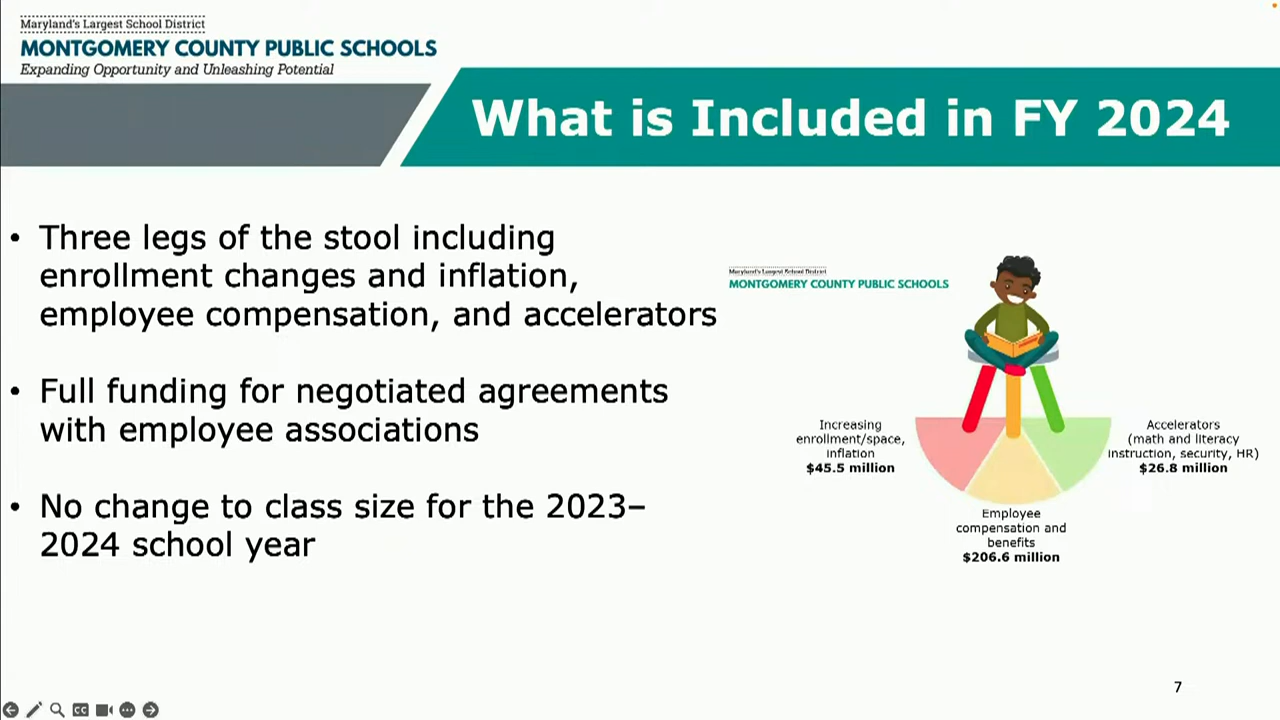 Maryland's Largest School District
MONTGOMERY COUNTY PUBLIC SCHOOLS
Expanding Opportunity and Unleashing Potential
What is Included in FY 2024
• Three legs of the stool including
enrollment changes and inflation,
employee compensation, and accelerators
• Full funding for negotiated agreements
with employee associations
• No change to class size for the 2023–
2024 school year
Maryland's Largest School District
MONTGOMERY COUNTY PUBLIC SCHOOLS
Increasing
enrollment/space,
inflation
$45.5 million
Accelerators
(math and literacy
instruction, security, HR)
$26.8 million
Employee
compensation and
benefits
$206.6 million
7
CC